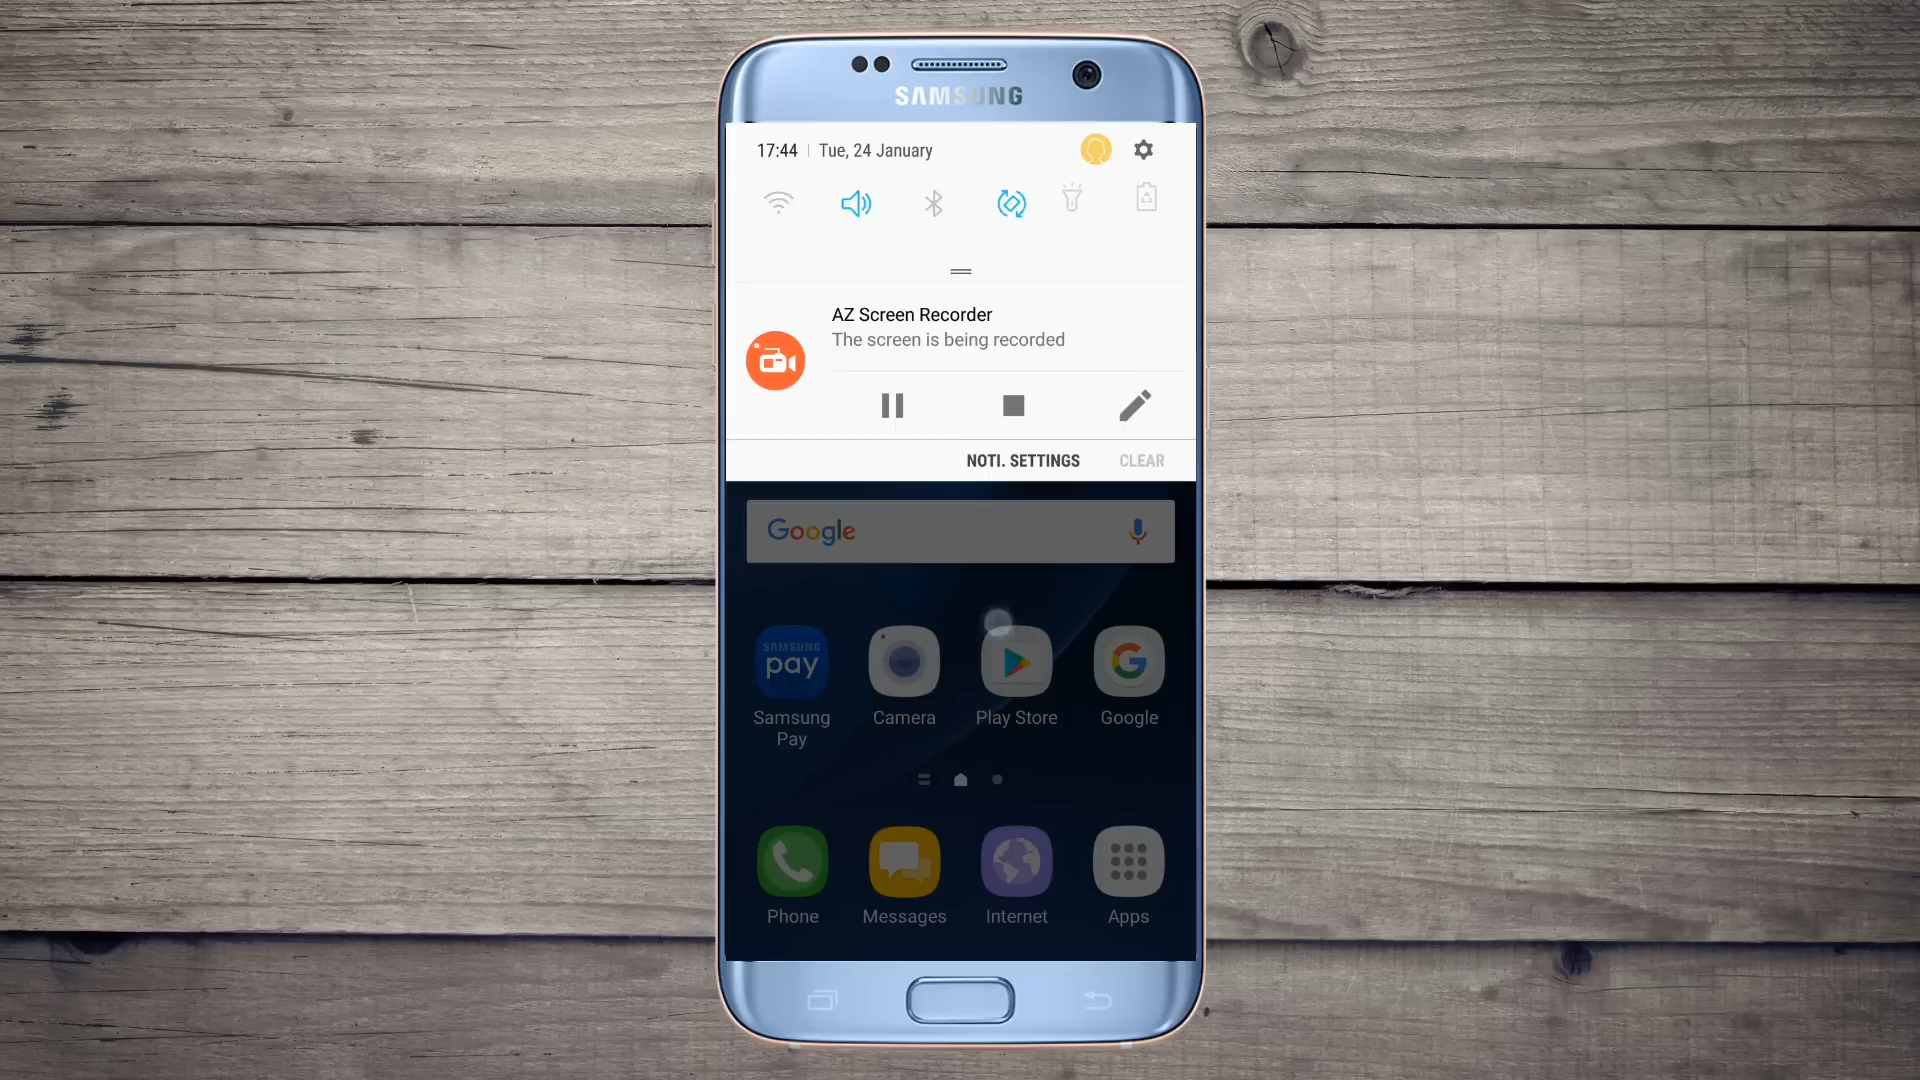 SAMSUNG
17:44 | Tue, 24 January
AZ Screen Recorder
The screen is being recorded
NOTI. SETTINGS CLEAR
Google
SAMSUNG
pay
Samsung
Pay
Camera
Play Store
Google
Phone
Messages
Internet
Apps